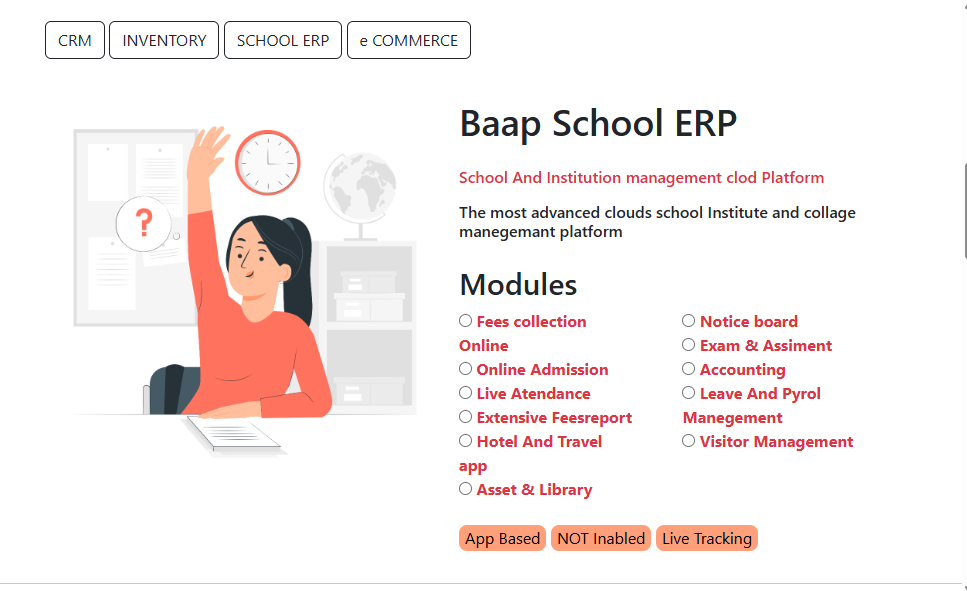 CRM
INVENTORY
SCHOOL ERP
e COMMERCE
?
Baap School ERP
School And Institution management clod Platform
The most advanced clouds school Institute and collage
manegemant platform
Modules
Fees collection
Online
Online Admission
Live Atendance
Extensive Feesreport
Hotel And Travel
app
Asset & Library
Notice board
Exam & Assiment
Accounting
Leave And Pyrol
Manegement
Visitor Management
App Based
NOT Inabled
Live Tracking